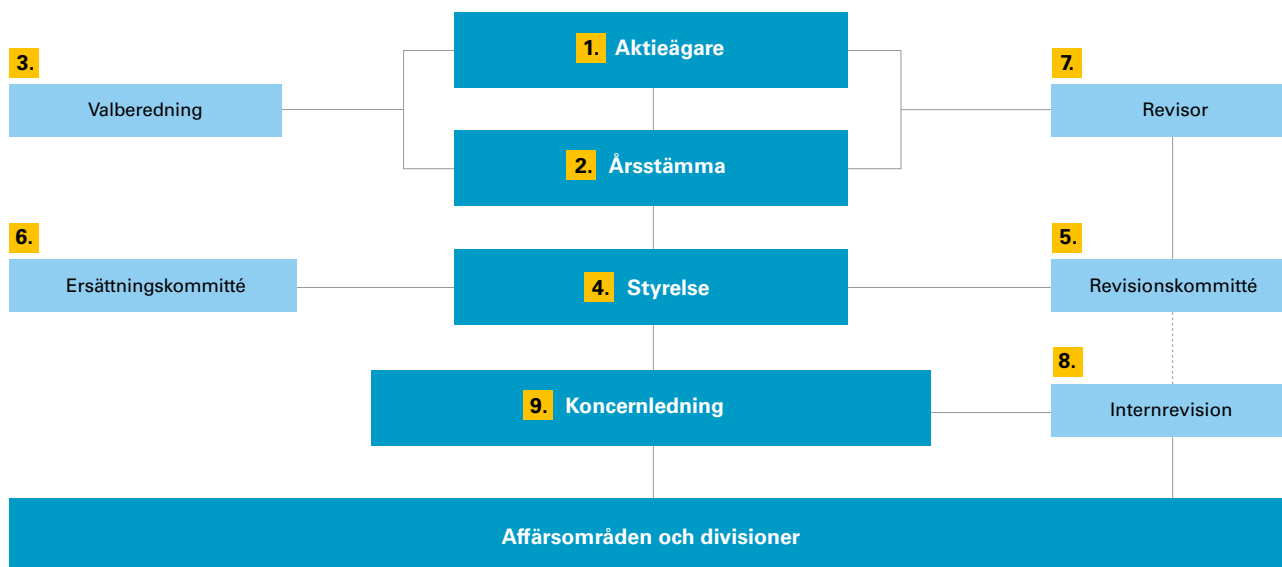 1. Aktieägare
3.
Valberedning
7.
Revisor
2. Årsstämma
6.
Ersättningskommitté
4. Styrelse
5.
Revisionskommitté
9. Koncernledning
8.
Internrevision
Affärsområden och divisioner